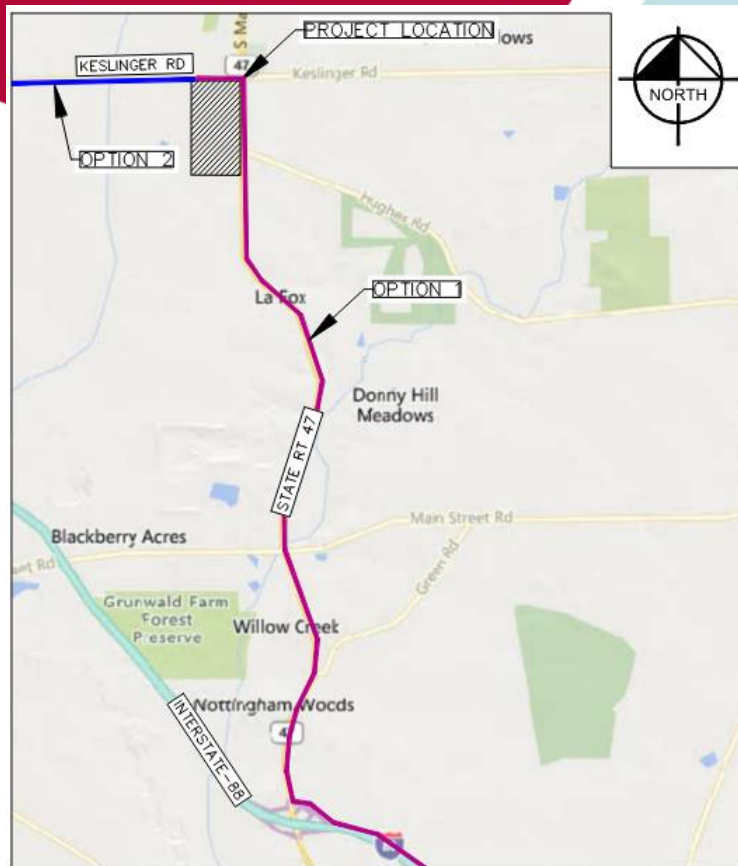 PROJECT LOCATION
ows
S Ma
47
KESLINGER RD
Keslinger Rd
NORTH
OPTION 2
Hughes Rd
La Fox
OPTION 1
Donny Hill
Meadows
STATE RT 47
Main Street Rd
Blackberry Acres
eet Rd
Green Rd
Grunwald Farm
Forest
Preserve
Willow Creek
Nottingham Woods
INTERSTATE-88